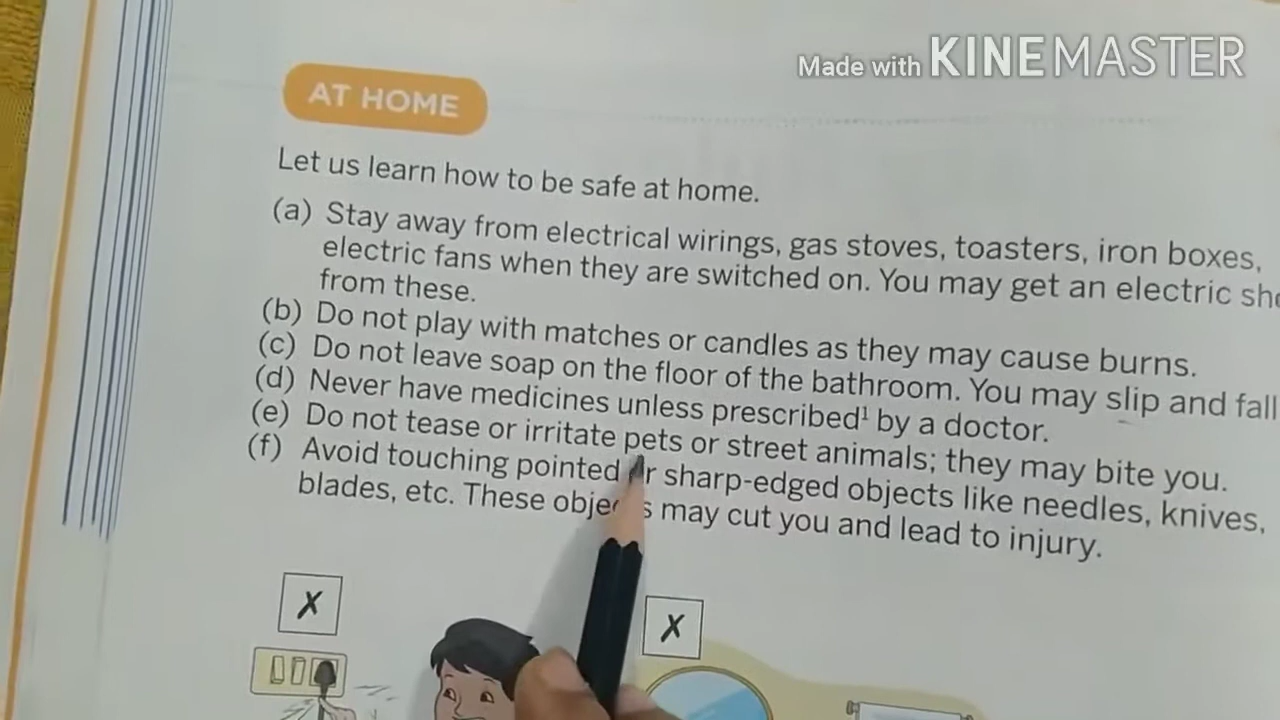 Made with KINEMASTER
AT HOME
Let us learn how to be safe at home.
(a) Stay away from electrical wirings, gas stoves, toasters, iron boxes,
electric fans when they are switched on. You may get an electric
from these.
(b) Do not play with matches or candles as they may cause burns.
(c) Do not leave soap on the floor of the bathroom. You may slip and fall
(d) Never have medicines unless prescribed¹ by a doctor.
(e) Do not tease or irritate pets or street animals; they may bite you.
(f) Avoid touching pointed or sharp-edged objects like needles, knives,
blades, etc. These objects may cut you and lead to injury.
X
X